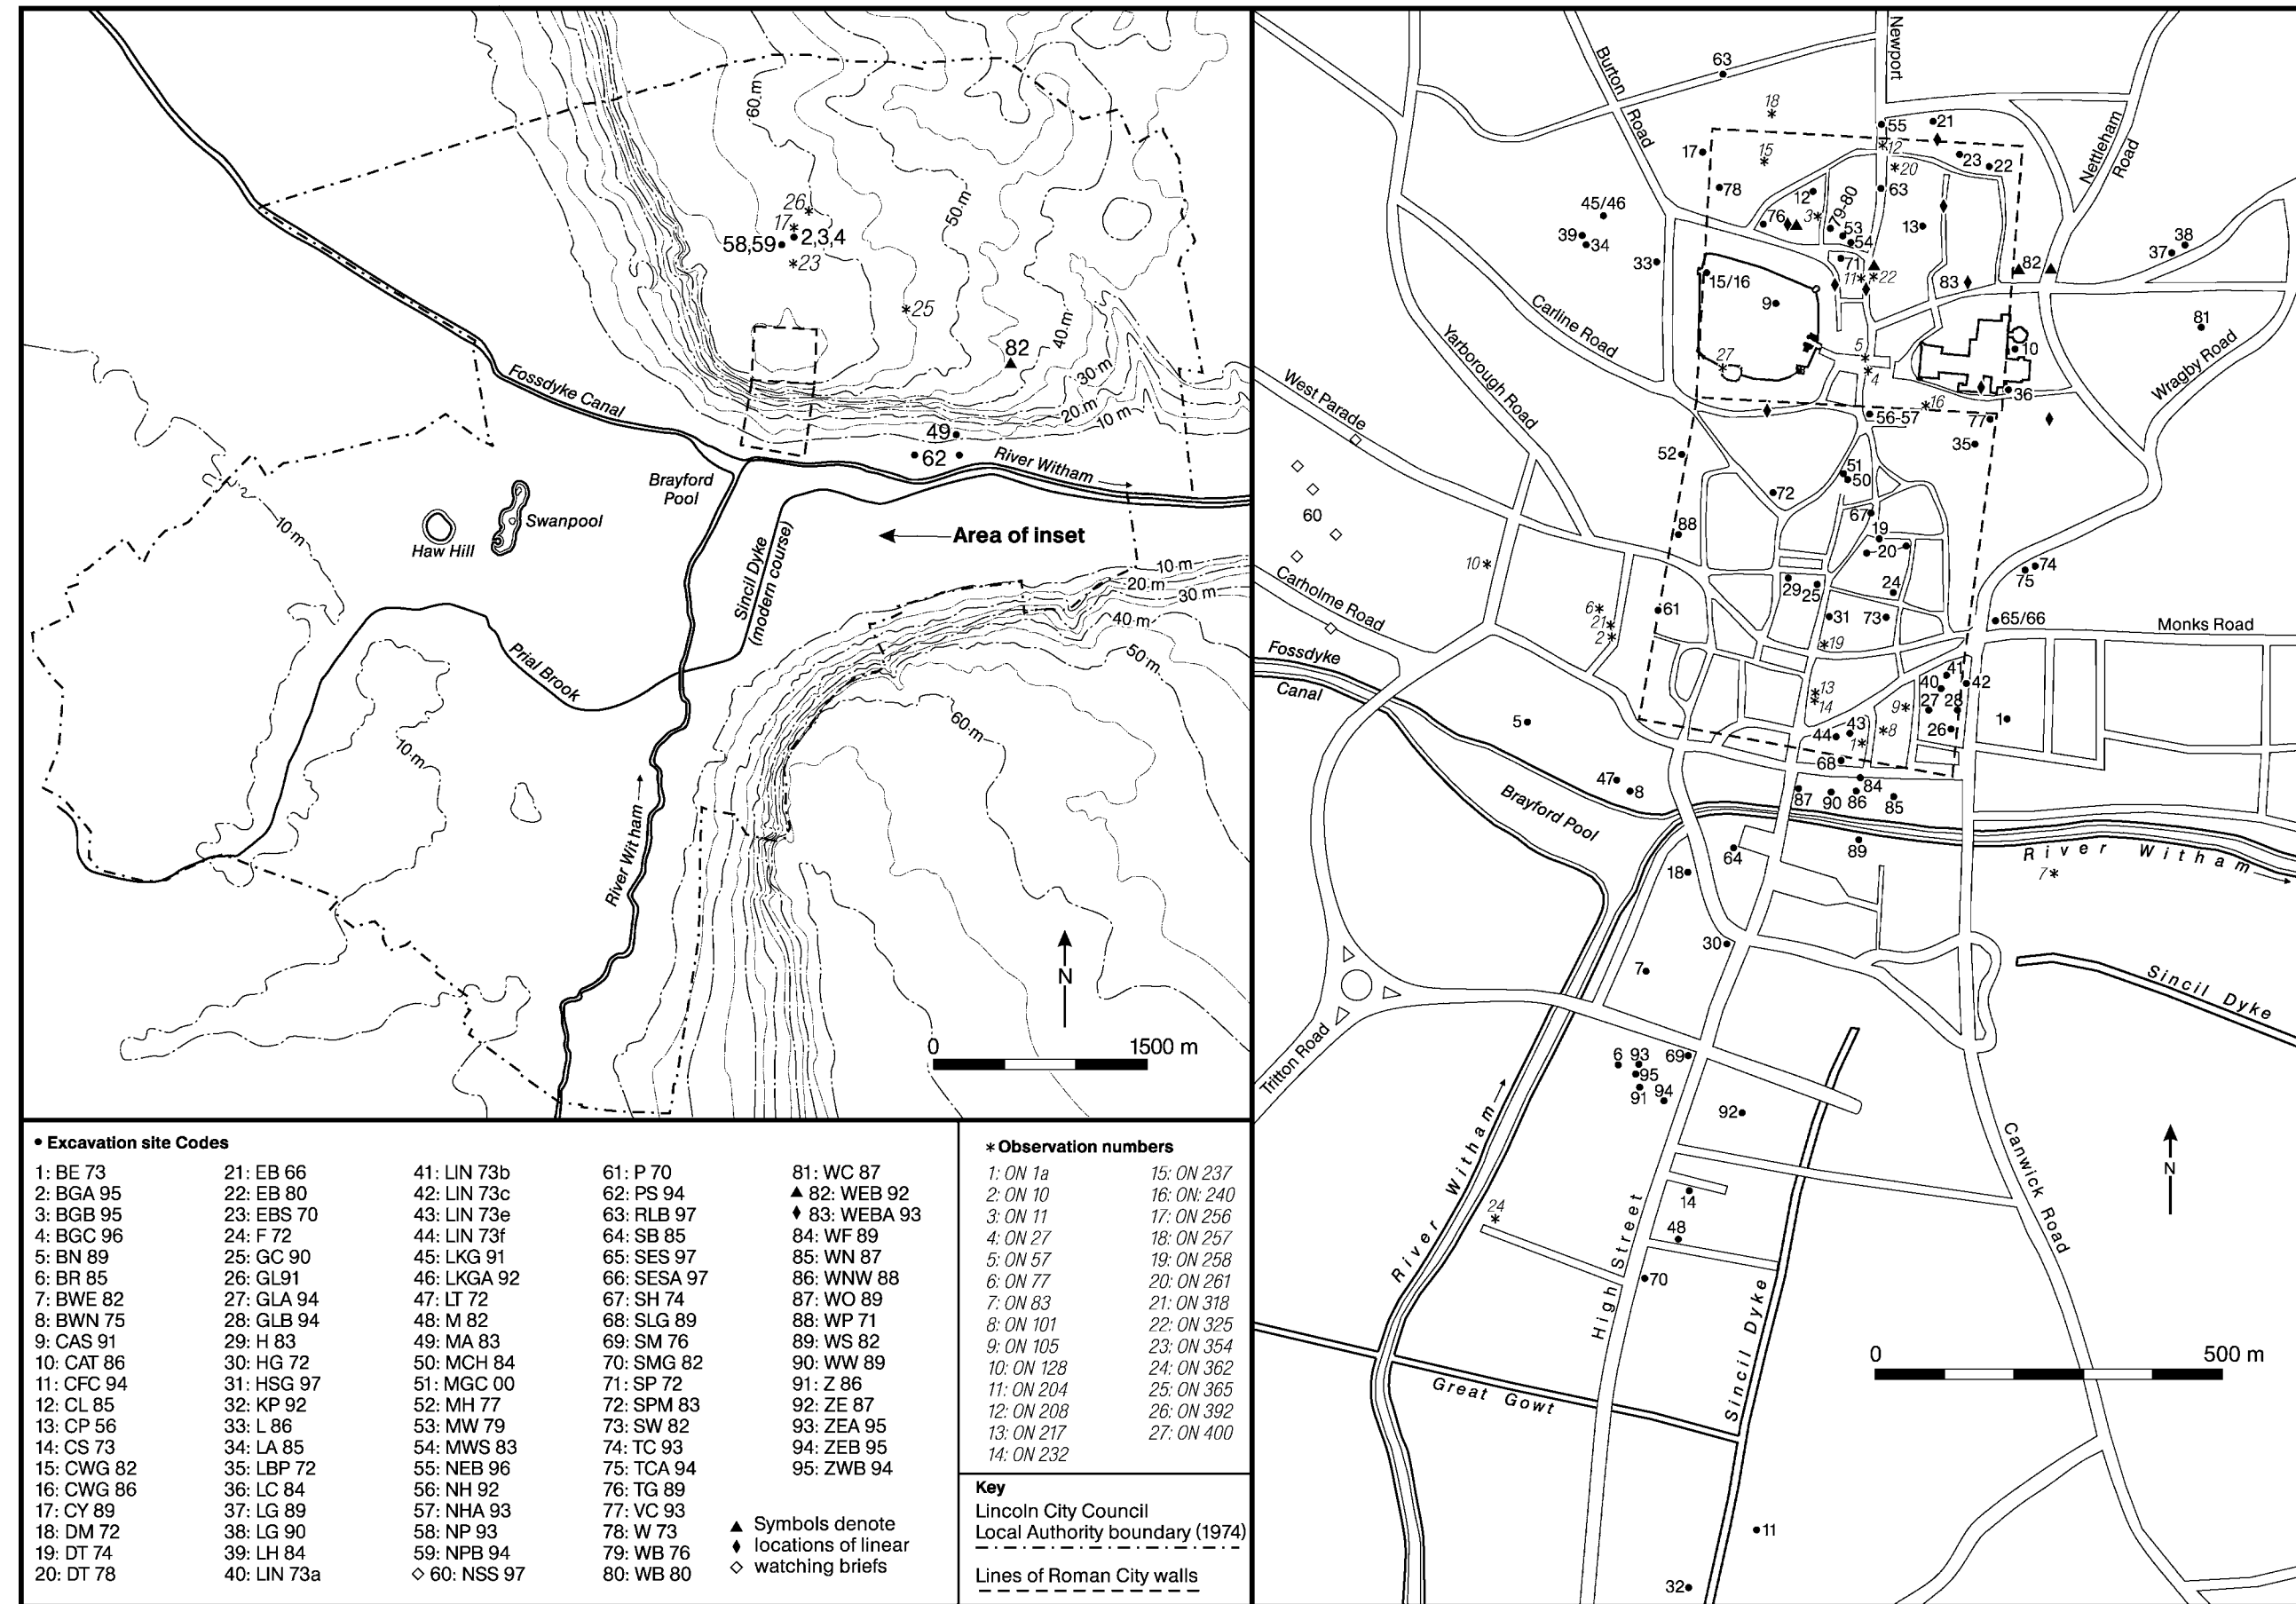 60 m
26
17
58,59
2,3,4
23
50 m
25
82
40 m
30 m
20 m
10 m
Fossdyke Canal
49
62
River Witham
Brayford
Pool
Swanpool
Haw Hill
10 m
Sincil Dyke
(modern course)
Area of inset
10 m
20 m
30 m
40 m
50 m
60 m
Prial Brook
10 m
River Witham
N
0 1500 m
Excavation site Codes
1: BE 73
2: BGA 95
3: BGB 95
4: BGC 96
5: BN 89
6: BR 85
7: BWE 82
8: BWN 75
9: CAS 91
10: CAT 86
11: CFC 94
12: CL 85
13: CP 56
14: CS 73
15: CWG 82
16: CWG 86
17: CY 89
18: DM 72
19: DT 74
20: DT 78
21: EB 66
22: EB 80
23: EBS 70
24: F 72
25: GC 90
26: GL91
27: GLA 94
28: GLB 94
29: H 83
30: HG 72
31: HSG 97
32: KP 92
33: L 86
34: LA 85
35: LBP 72
36: LC 84
37: LG 89
38: LG 90
39: LH 84
40: LIN 73a
41: LIN 73b
42: LIN 73c
43: LIN 73e
44: LIN 73f
45: LKG 91
46: LKGA 92
47: LT 72
48: M 82
49: MA 83
50: MCH 84
51: MGC 00
52: MH 77
53: MW 79
54: MWS 83
55: NEB 96
56: NH 92
57: NHA 93
58: NP 93
59: NPB 94
60: NSS 97
61: P 70
62: PS 94
63: RLB 97
64: SB 85
65: SES 97
66: SESA 97
67: SH 74
68: SLG 89
69: SM 76
70: SMG 82
71: SP 72
72: SPM 83
73: SW 82
74: TC 93
75: TCA 94
76: TG 89
77: VC 93
78: W 73
79: WB 76
80: WB 80
81: WC 87
82: WEB 92
83: WEBA 93
84: WF 89
85: WN 87
86: WNW 88
87: WO 89
88: WP 71
89: WS 82
90: WW 89
91: Z 86
92: ZE 87
93: ZEA 95
94: ZEB 95
95: ZWB 94
Symbols denote
locations of linear
watching briefs
* Observation numbers
1: ON 1a
2: ON 10
3: ON 11
4: ON 27
5: ON 57
6: ON 77
7: ON 83
8: ON 101
9: ON 105
10: ON 128
11: ON 204
12: ON 208
13: ON 217
14: ON 232
15: ON 237
16: ON: 240
17: ON 256
18: ON 257
19: ON 258
20: ON 261
21: ON 318
22: ON 325
23: ON 354
24: ON 362
25: ON 365
26: ON 392
27: ON 400
Key
Lincoln City Council
Local Authority boundary (1974)
Lines of Roman City walls
Newport
Burton
Road
63
18
55
21
12
Nettleham
Road
17
15
20
23
22
78
12
63
45/46
76
3
79-80
53
54
13
39
34
38
37
33
71
11
22
82
15/16
9
83
81
Carline Road
Yarborough Road
5
10
27
4
Wragby Road
West Parade
16
36
56-57
77
35
52
51
50
72
60
88
67
19
20
10
74
75
29
25
24
Carholme Road
6
21
2
61
31
73
65/66
Monks Road
19
Fossdyke
Canal
41
40
42
13
14
9
27
28
5
1
43
44
1
8
26
68
47
8
84
87
90
86
85
Brayford Pool
64
89
River Witham
18
7
30
7
Sincil Dyke
Tritton Road
6
93
69
95
91
94
92
Canwick Road
N
River Witham
14
24
48
High Street
70
Sincil Dyke
0 500 m
Great Gowt
11
32